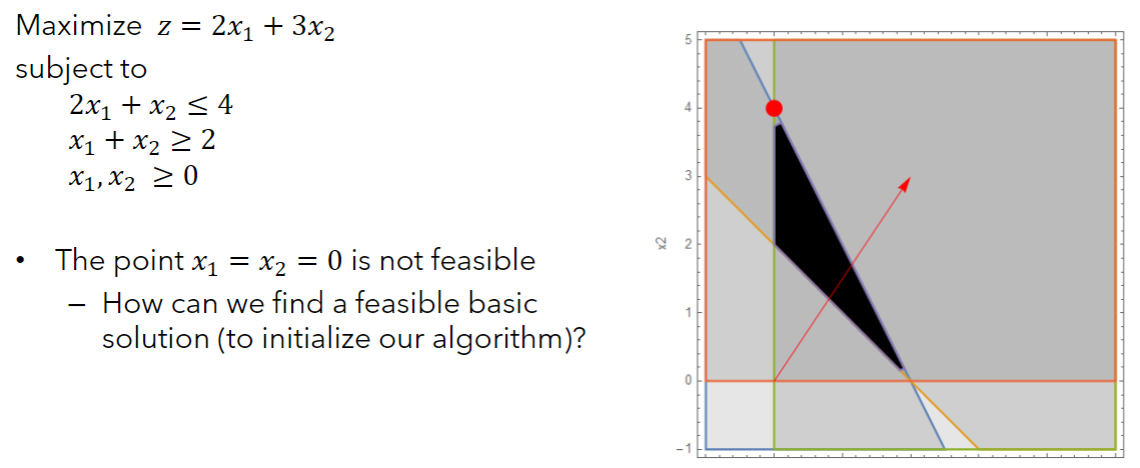 Maximize z = 2x₁ + 3x₂
subject to
2x₁ + x₂ ≤ 4
x₁ + x₂ ≥ 2
x₁, x₂ ≥ 0
• The point x₁ = x₂ = 0 is not feasible
– How can we find a feasible basic
solution (to initialize our algorithm)?
5
4
3
x2
2
1
0
-1